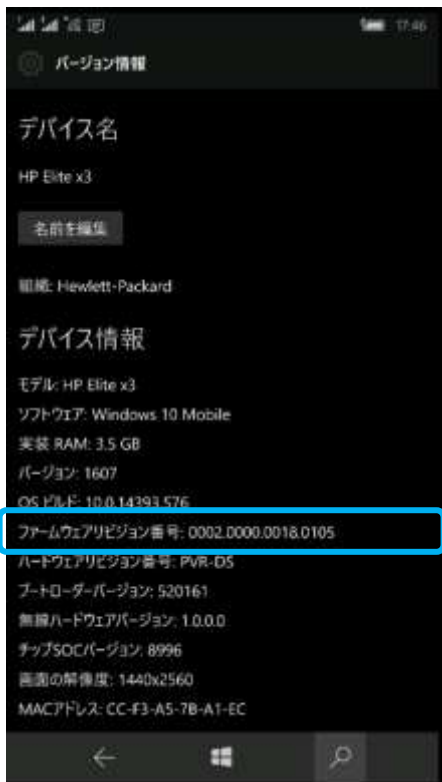 17:46
バージョン情報
デバイス名
HP Elite x3
名前を編集
組織: Hewlett-Packard
デバイス情報
モデル: HP Elite x3
ソフトウェア: Windows 10 Mobile
実装 RAM: 3.5 GB
バージョン: 1607
OS ビルド: 10.0.14393.576
ファームウェアリビジョン番号: 0002.0000.0018.0105
ハードウェアリビジョン番号: PVR-DS
ブートローダーバージョン: 520161
無線ハードウェアバージョン: 1.0.0.0
チップSOCバージョン: 8996
画面の解像度: 1440x2560
MACアドレス: CC-F3-A5-7B-A1-EC